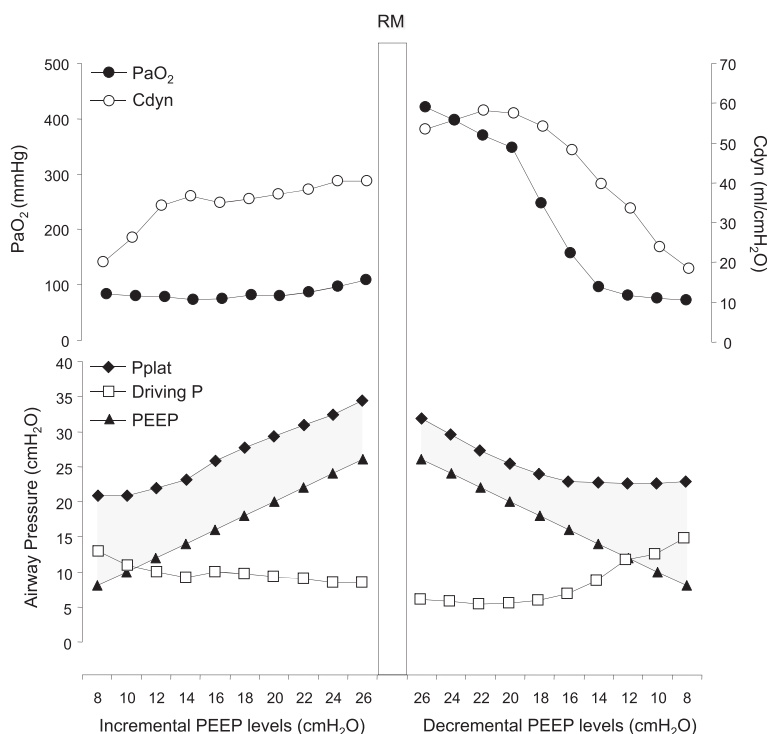 RM
500
400
300
200
100
0
PaO2 (mmHg)
PaO2
Cdyn
70
60
50
40
30
20
10
0
Cdyn (ml/cmH2O)
40
35
30
25
20
15
10
5
0
Airway Pressure (cmH2O)
Pplat
Driving P
PEEP
8 10 12 14 16 18 20 22 24 26
26 24 22 20 18 16 14 12 10 8
Incremental PEEP levels (cmH2O)
Decremental PEEP levels (cmH2O)